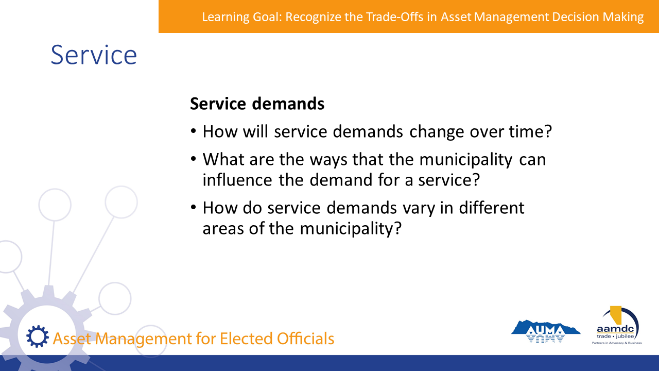 Learning Goal: Recognize the Trade-Offs in Asset Management Decision Making
Service
Service demands
• How will service demands change over time?
• What are the ways that the municipality can
influence the demand for a service?
• How do service demands vary in different
areas of the municipality?
Asset Management for Elected Officials
AUMA
aamdc
trade • jubilee